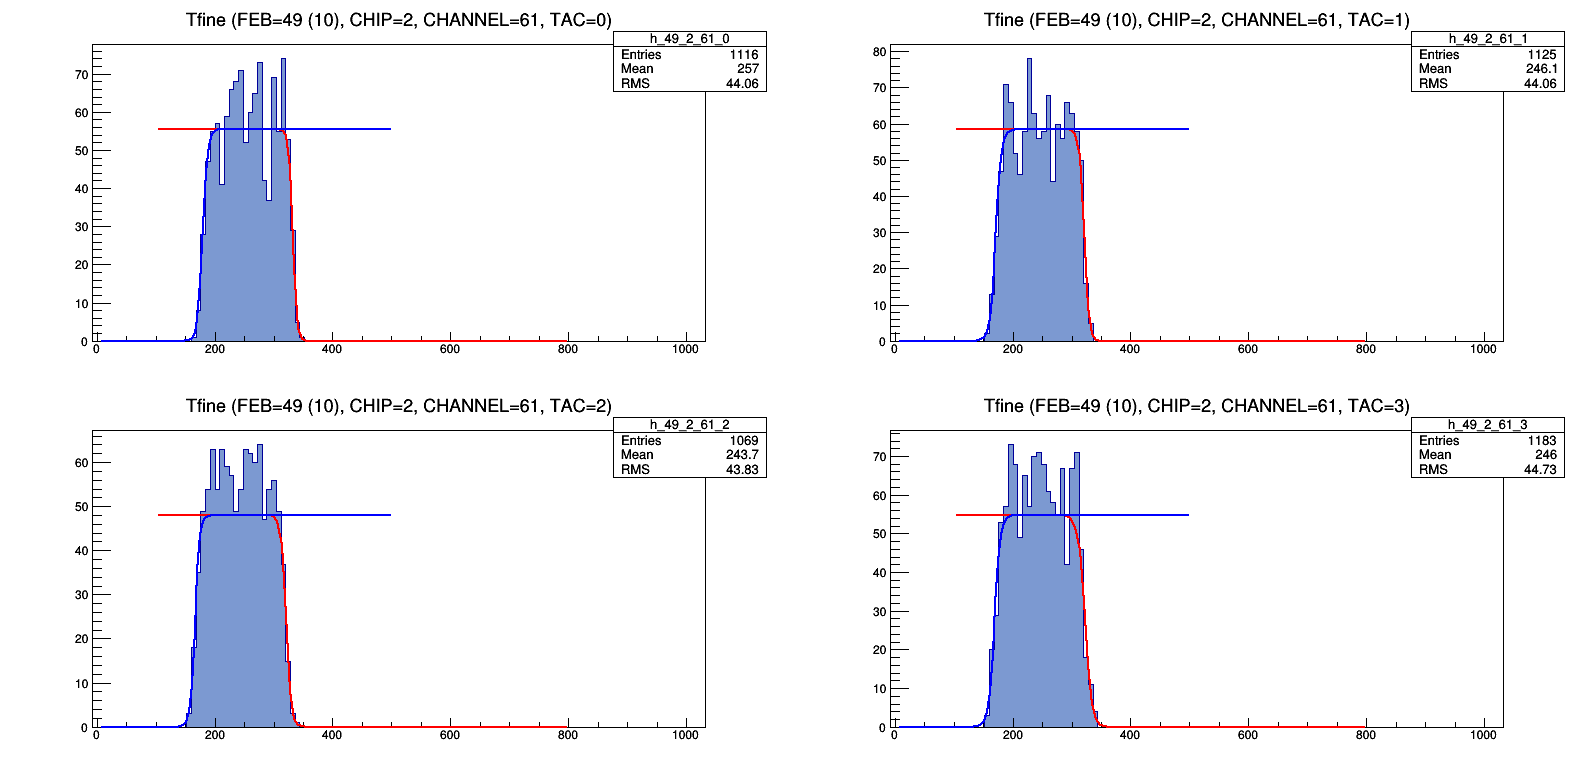 Tfine (FEB=49 (10), CHIP=2, CHANNEL=61, TAC=0)
h_49_2_61_0
Entries 1116
Mean 257
RMS 44.06
70
60
50
40
30
20
10
0
0 200 400 600 800 1000
Tfine (FEB=49 (10), CHIP=2, CHANNEL=61, TAC=1)
h_49_2_61_1
Entries 1125
Mean 246.1
RMS 44.06
80
70
60
50
40
30
20
10
0
0 200 400 600 800 1000
Tfine (FEB=49 (10), CHIP=2, CHANNEL=61, TAC=2)
h_49_2_61_2
Entries 1069
Mean 243.7
RMS 43.83
60
50
40
30
20
10
0
0 200 400 600 800 1000
Tfine (FEB=49 (10), CHIP=2, CHANNEL=61, TAC=3)
h_49_2_61_3
Entries 1183
Mean 246
RMS 44.73
70
60
50
40
30
20
10
0
0 200 400 600 800 1000